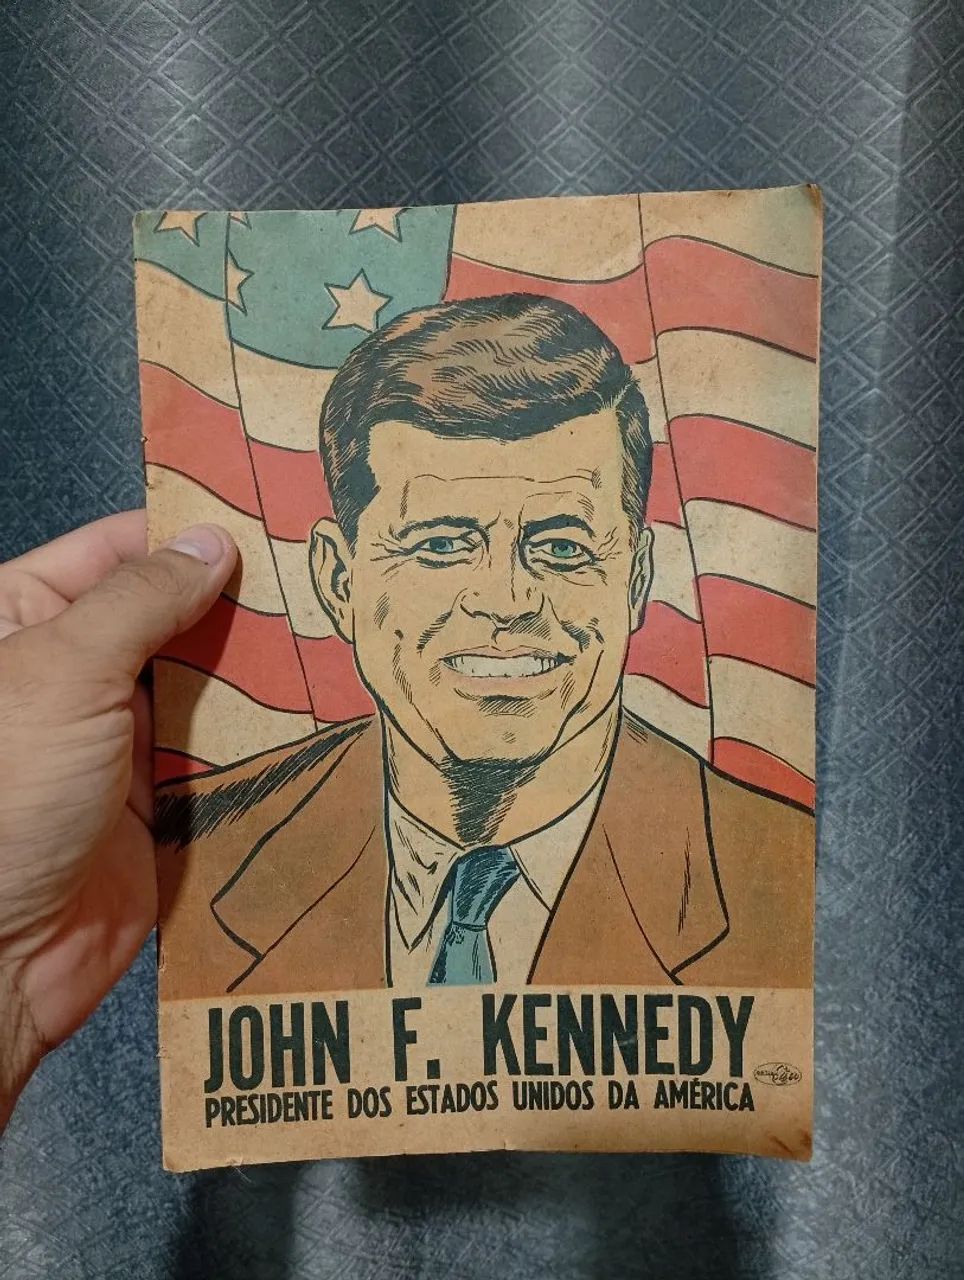 JOHN F. KENNEDY
PRESIDENTE DOS ESTADOS UNIDOS DA AMÉRICA